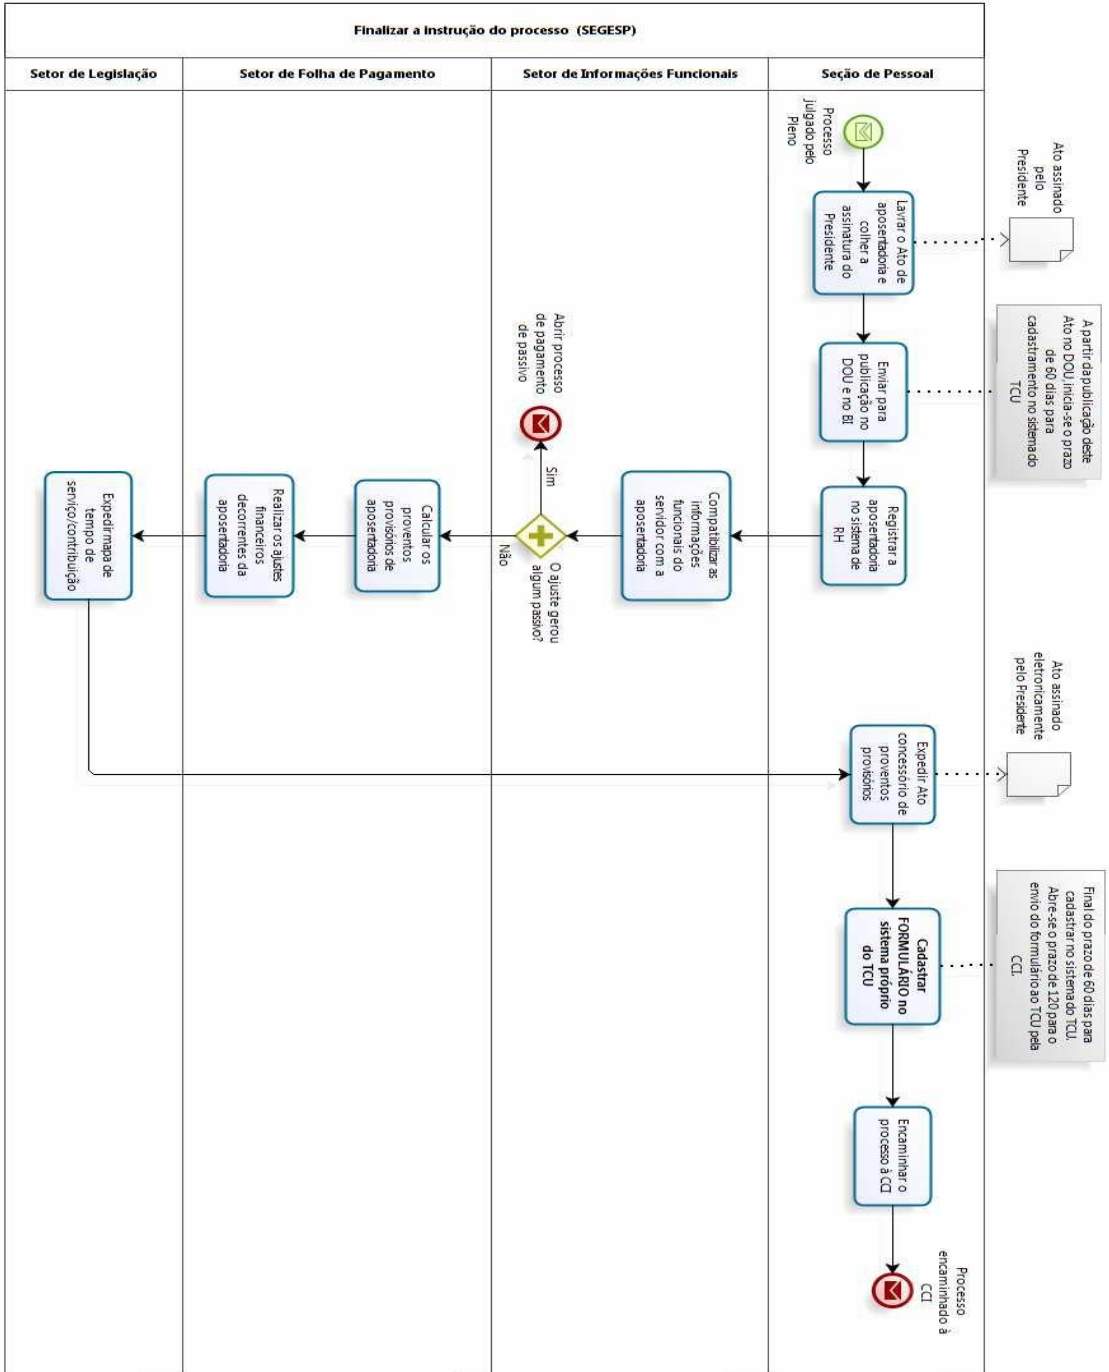 Finalizar a instrução do processo (SEGESP)
Setor de Legislação
Setor de Folha de Pagamento
Setor de Informações Funcionais
Seção de Pessoal
Processo
julgado pelo
Pleno
Lavrar o Ato de
aposentadoria e
colher a
assinatura do
Presidente
Ato assinado
pelo
Presidente
Enviar para
publicação no
DOU e no BI
A partir da publicação deste
Ato no DOU, inicia-se o prazo
de 60 dias para
cadastramento no sistema do
TCU
Registrar a
aposentadoria
no sistema de
RH
Compatibilizar as
informações
funcionais do
servidor com a
aposentadoria
O ajuste gerou
algum passivo?
Sim
Não
Abrir processo
de pagamento
de passivo
Calcular os
proventos
provisórios de
aposentadoria
Realizar os ajustes
financeiros
decorrentes da
aposentadoria
Expedir mapa de
tempo de
serviço/contribuição
Expedir Ato
concessório de
proventos
provisórios
Ato assinado
eletronicamente
pelo Presidente
Cadastrar
FORMULÁRIO no
sistema próprio
do TCU
Final do prazo de 60 dias para
cadastrar no sistema do TCU.
Abre-se o prazo de 120 para o
envio do formulário ao TCU pela
CCI.
Encaminhar o
processo à CCI
Processo
encaminhado à
CCI